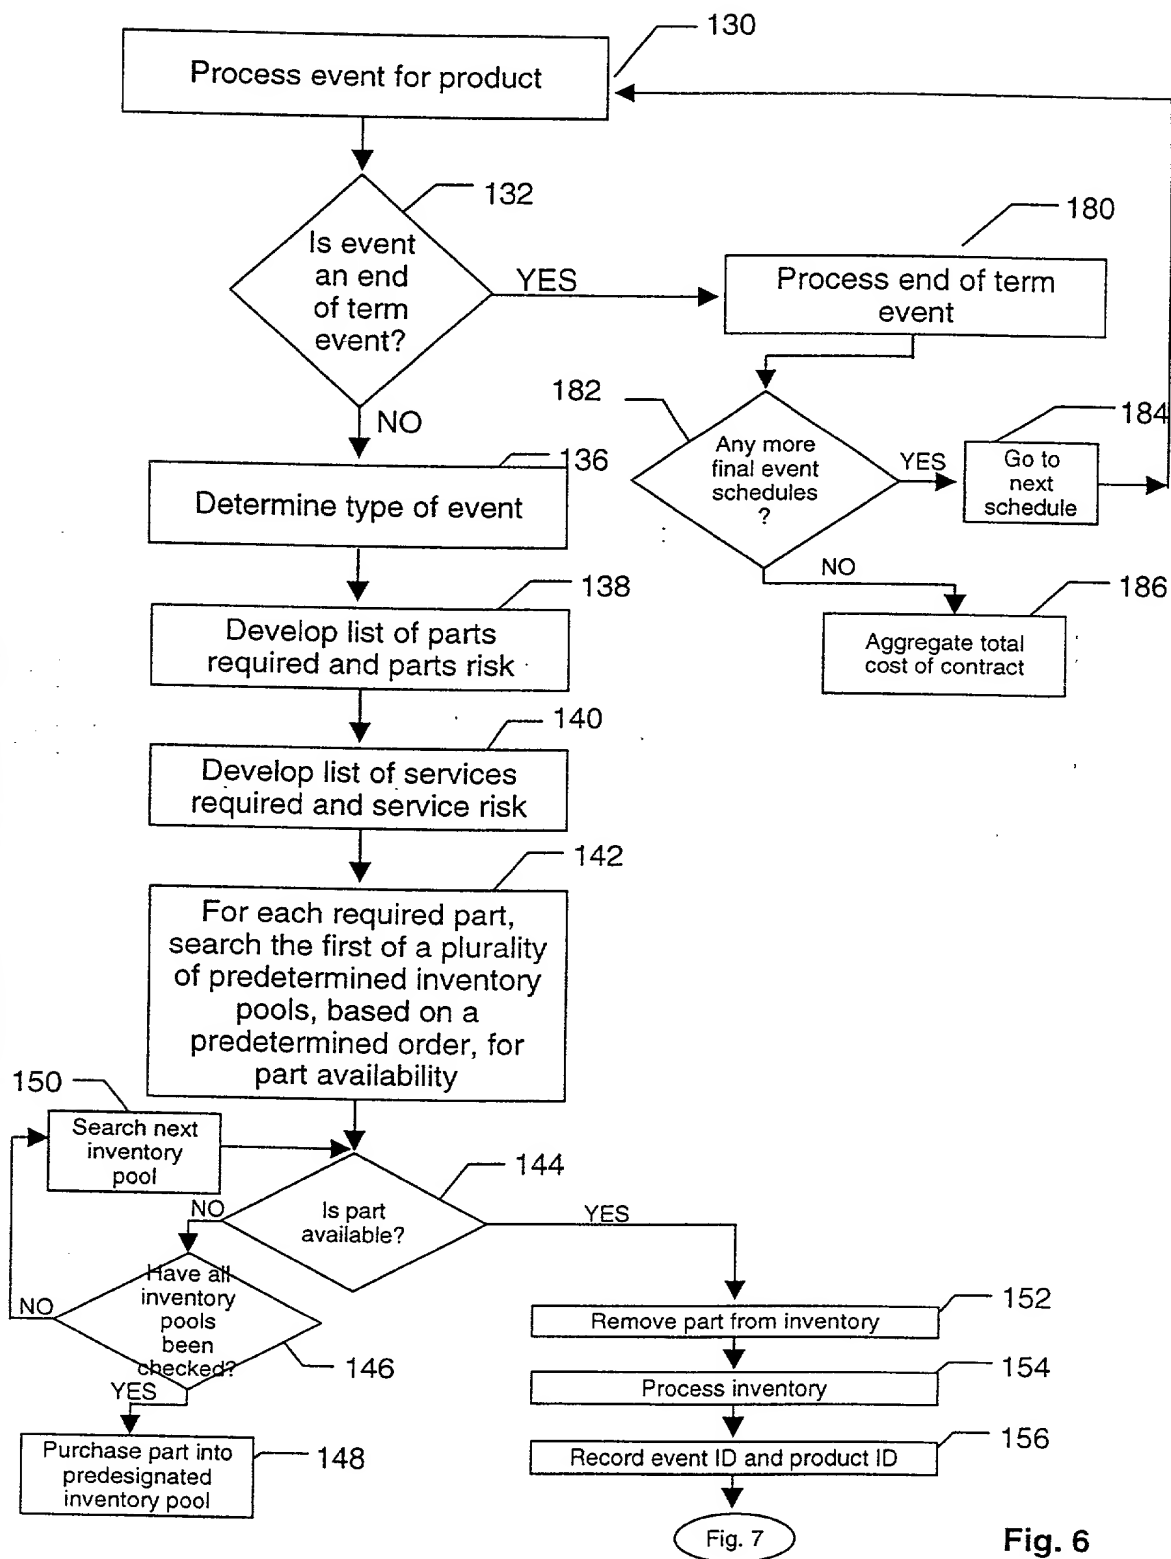 130
Process event for product
132
Is event
an end
of term
event?
YES
180
Process end of term
event
NO
182
Any more
final event
schedules
?
YES
184
Go to
next
schedule
136
Determine type of event
NO
186
Aggregate total
cost of contract
138
Develop list of parts
required and parts risk
140
Develop list of services
required and service risk
142
For each required part,
search the first of a plurality
of predetermined inventory
pools, based on a
predetermined order, for
part availability
150
Search next
inventory
pool
144
Is part
available?
NO
YES
Have all
inventory
pools
been
checked?
NO
146
YES
Purchase part into
predesignated
inventory pool
148
152
Remove part from inventory
154
Process inventory
156
Record event ID and product ID
Fig. 7
Fig. 6